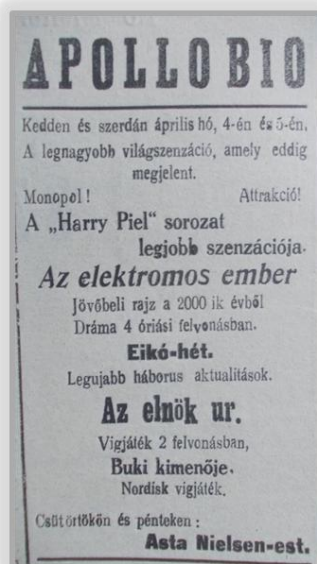 APOLLO BIO
Kedden és szerdán április hó, 4-én és 5-én,
A legnagyobb világszenzáció, amely eddig
megjelent.
Monopol! Attrakció!
A „Harry Piel" sorozat
legjobb szenzációja.
Az elektromos ember
Jövőbeli rajz a 2000 ik évből
Dráma 4 óriási felvonásban.
Eikó-hét.
Legujabb háborus aktualitások.
Az elnök ur.
Vigjáték 2 felvonásban,
Buki kimenője.
Nordisk vigjáték.
Csütörtökön és pénteken:
Asta Nielsen-est.